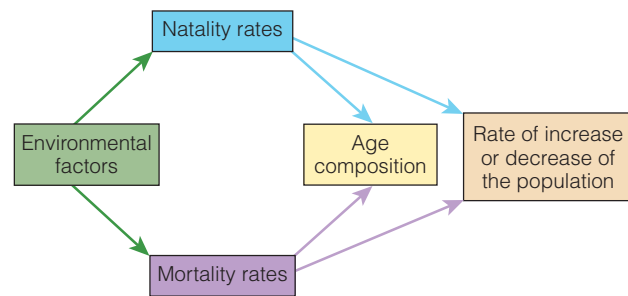 Natality rates
Environmental
factors
Age
composition
Rate of increase
or decrease of
the population
Mortality rates